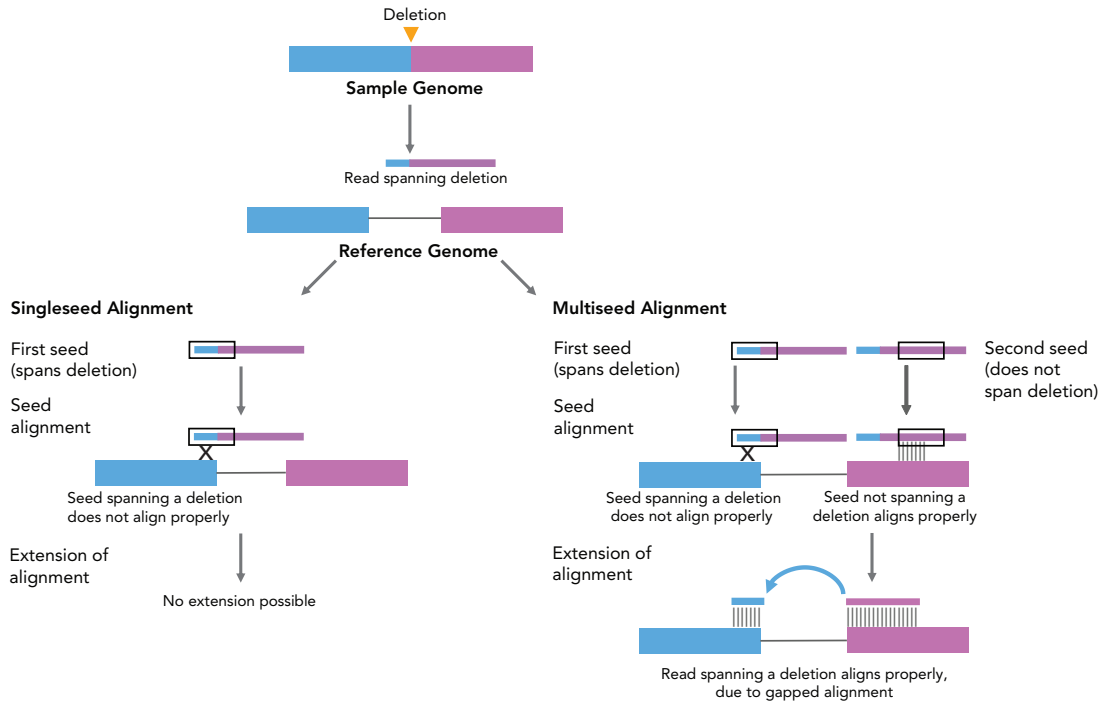 Deletion
Sample Genome
Read spanning deletion
Reference Genome
Singleseed Alignment
First seed
(spans deletion)
Seed
alignment
X
Seed spanning a deletion
does not align properly
Extension of
alignment
No extension possible
Multiseed Alignment
First seed
(spans deletion)
Second seed
(does not
span deletion)
Seed
alignment
X
Seed spanning a deletion
does not align properly
Seed not spanning a
deletion aligns properly
Extension of
alignment
Read spanning a deletion aligns properly,
due to gapped alignment